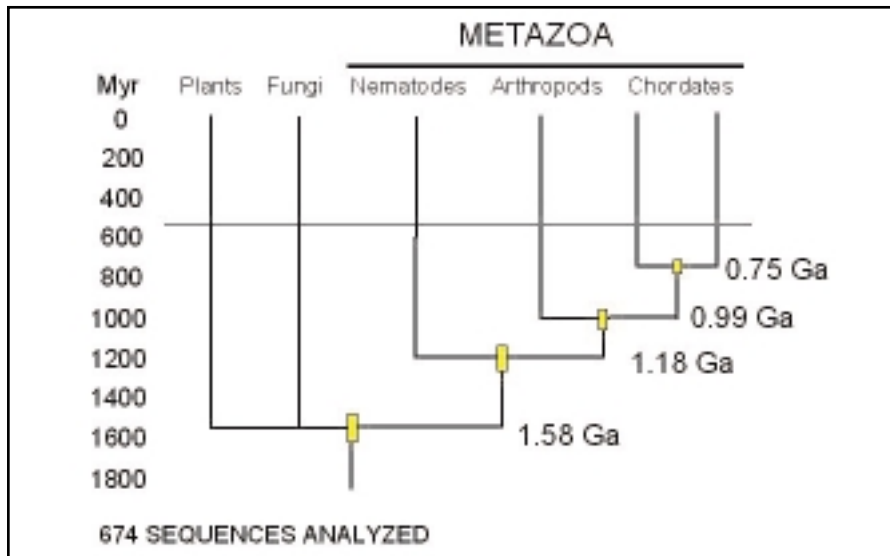 METAZOA
Myr Plants Fungi Nematodes Arthropods Chordates
0
200
400
600
800
0.75 Ga
1000
0.99 Ga
1200
1.18 Ga
1400
1600
1.58 Ga
1800
674 SEQUENCES ANALYZED